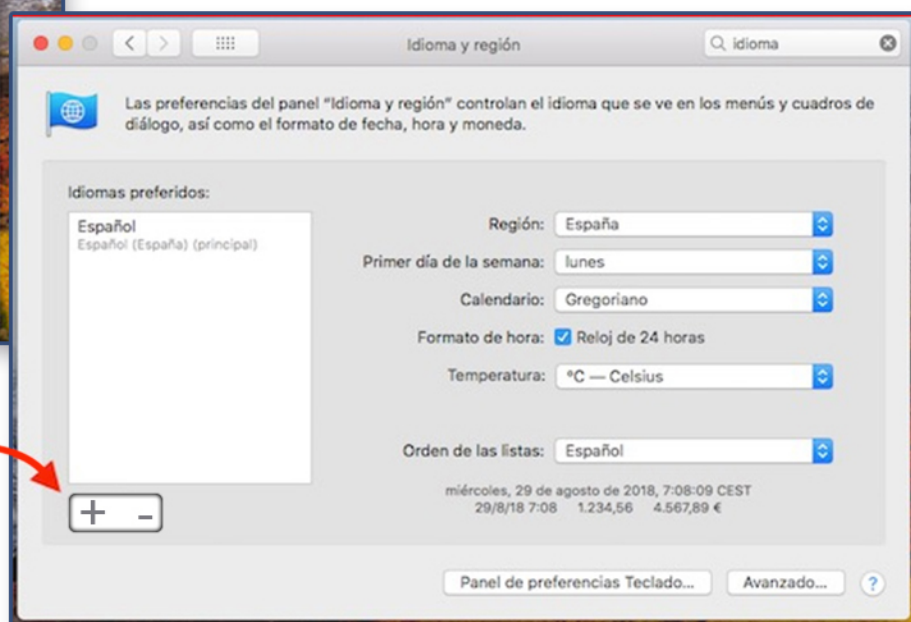 Idioma y región
idioma
Las preferencias del panel “Idioma y región” controlan el idioma que se ve en los menús y cuadros de
diálogo, así como el formato de fecha, hora y moneda.
Idiomas preferidos:
Español
Español (España) (principal)
Región: España
Primer día de la semana: lunes
Calendario: Gregoriano
Formato de hora: Reloj de 24 horas
Temperatura: °C — Celsius
Orden de las listas: Español
miércoles, 29 de agosto de 2018, 7:08:09 CEST
29/8/18 7:08 1.234,56 4.567,89 €
+ -
Panel de preferencias Teclado... Avanzado... ?